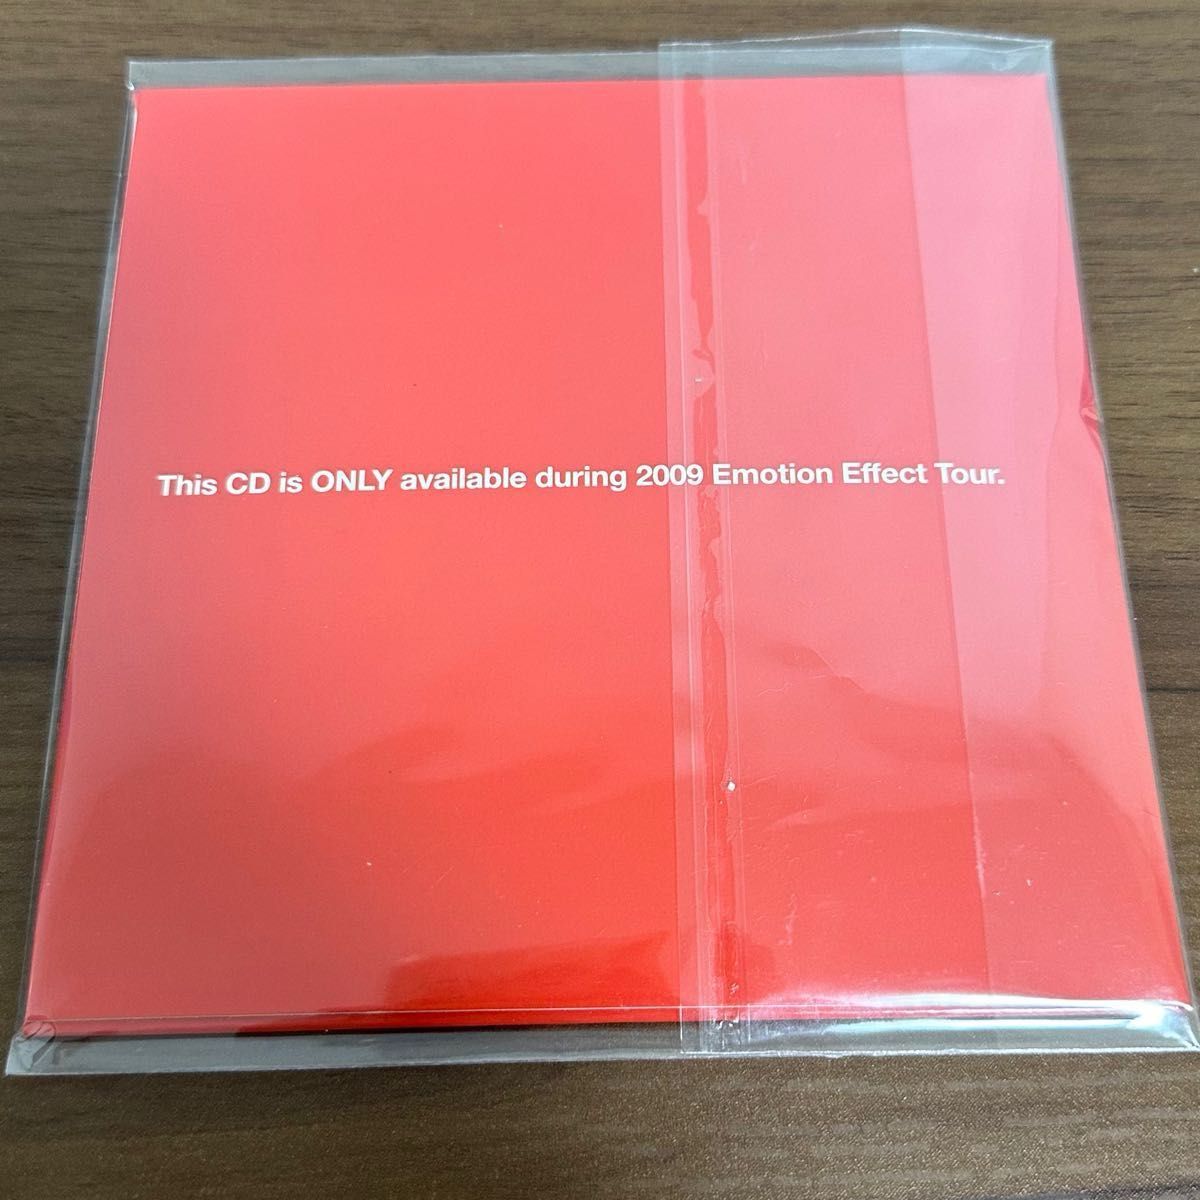 This CD is ONLY available during 2009 Emotion Effect Tour.